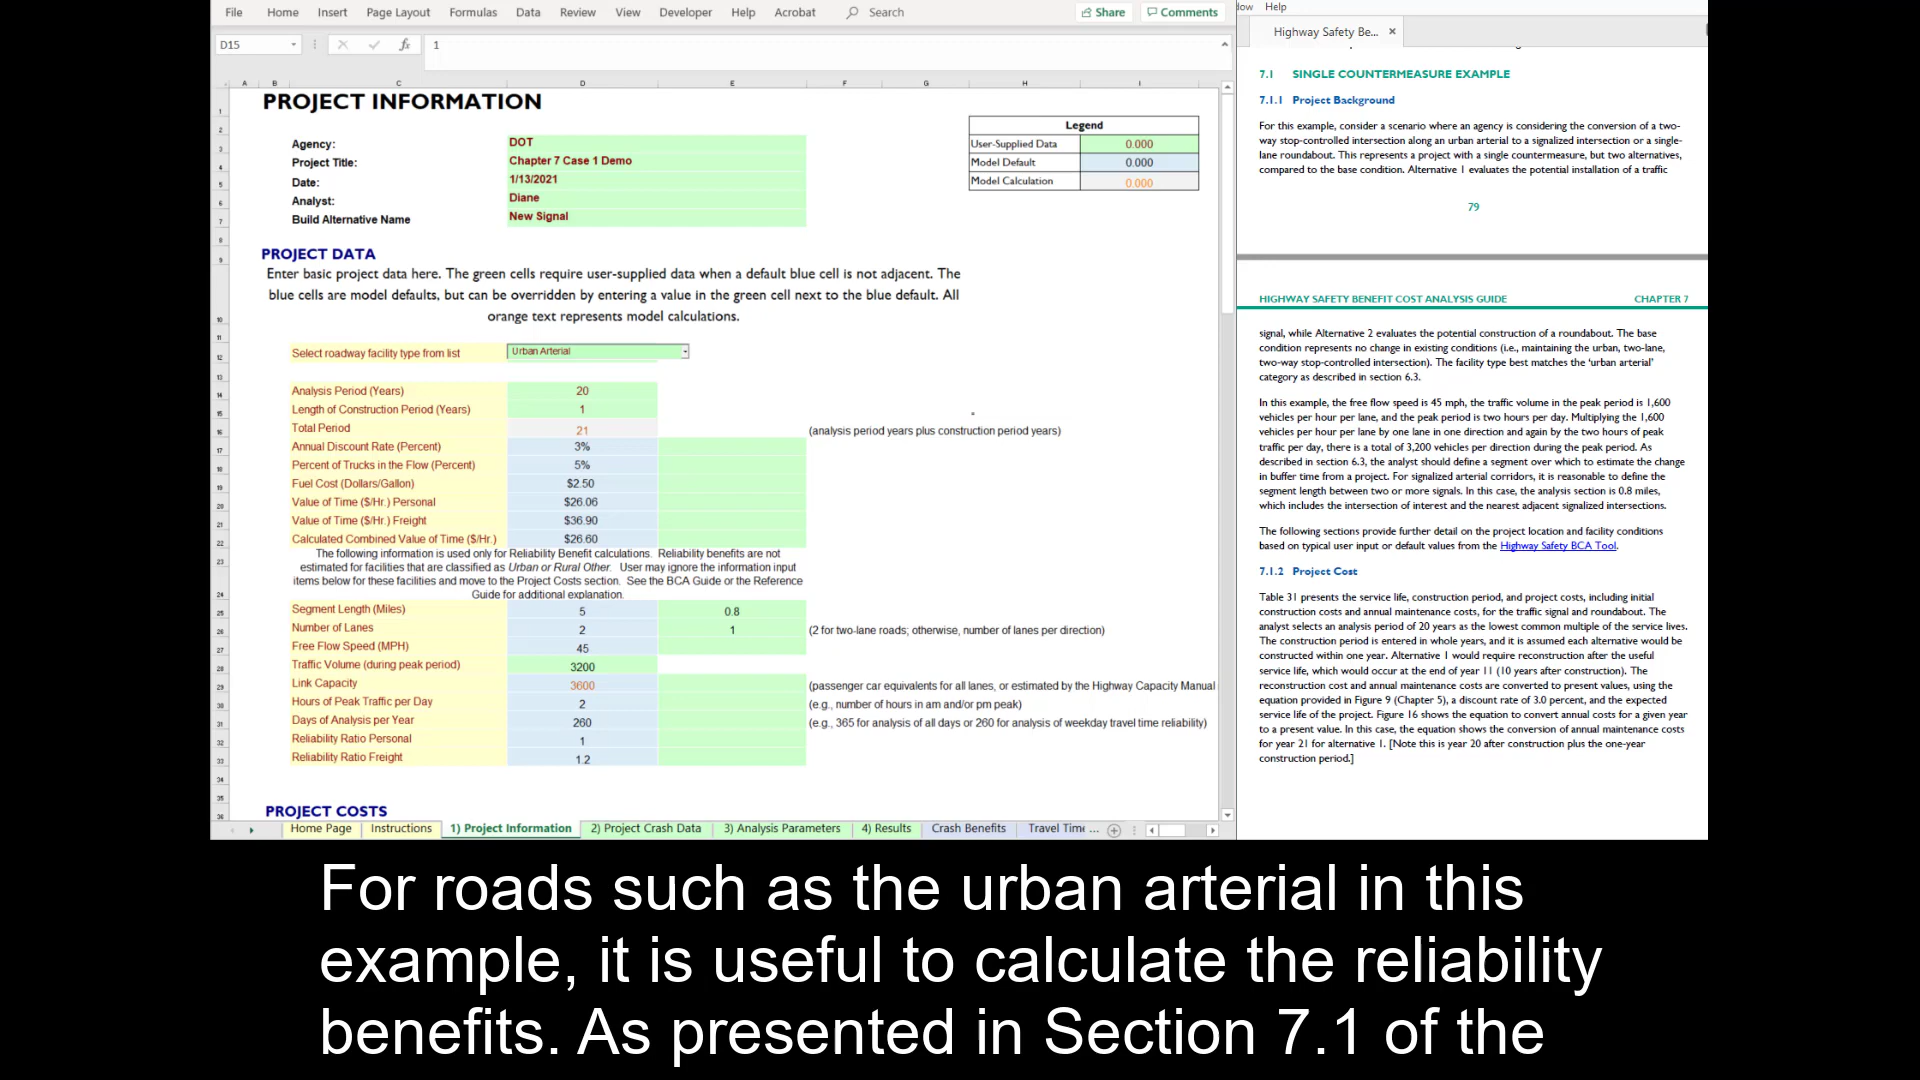 File Home Insert Page Layout Formulas Data Review View Developer Help Acrobat Search Share Comments
D15 fx 1
A B C D E F G H I
PROJECT INFORMATION
Agency: DOT
Project Title: Chapter 7 Case 1 Demo
Date: 1/13/2021
Analyst: Diane
Build Alternative Name New Signal
Legend
User-Supplied Data 0.000
Model Default 0.000
Model Calculation 0.000
PROJECT DATA
Enter basic project data here. The green cells require user-supplied data when a default blue cell is not adjacent. The
blue cells are model defaults, but can be overridden by entering a value in the green cell next to the blue default. All
orange text represents model calculations.
Select roadway facility type from list Urban Arterial
Analysis Period (Years) 20
Length of Construction Period (Years) 1
Total Period 21 (analysis period years plus construction period years)
Annual Discount Rate (Percent) 3%
Percent of Trucks in the Flow (Percent) 5%
Fuel Cost (Dollars/Gallon) $2.50
Value of Time ($/Hr.) Personal $26.06
Value of Time ($/Hr.) Freight $36.90
Calculated Combined Value of Time ($/Hr.) $26.60
The following information is used only for Reliability Benefit calculations. Reliability benefits are not
estimated for facilities that are classified as Urban or Rural Other. User may ignore the information input
items below for these facilities and move to the Project Costs section. See the BCA Guide or the Reference
Guide for additional explanation.
Segment Length (Miles) 5 0.8
Number of Lanes 2 1 (2 for two-lane roads; otherwise, number of lanes per direction)
Free Flow Speed (MPH) 45
Traffic Volume (during peak period) 3200
Link Capacity 3600 (passenger car equivalents for all lanes, or estimated by the Highway Capacity Manual
Hours of Peak Traffic per Day 2 (e.g., number of hours in am and/or pm peak)
Days of Analysis per Year 260 (e.g., 365 for analysis of all days or 260 for analysis of weekday travel time reliability)
Reliability Ratio Personal 1
Reliability Ratio Freight 1.2
PROJECT COSTS
Home Page Instructions 1) Project Information 2) Project Crash Data 3) Analysis Parameters 4) Results Crash Benefits Travel Time ...
dow Help
Highway Safety Be... ×
7.1 SINGLE COUNTERMEASURE EXAMPLE
7.1.1 Project Background
For this example, consider a scenario where an agency is considering the conversion of a two-
way stop-controlled intersection along an urban arterial to a signalized intersection or a single-
lane roundabout. This represents a project with a single countermeasure, but two alternatives,
compared to the base condition. Alternative 1 evaluates the potential installation of a traffic
79
HIGHWAY SAFETY BENEFIT COST ANALYSIS GUIDE CHAPTER 7
signal, while Alternative 2 evaluates the potential construction of a roundabout. The base
condition represents no change in existing conditions (i.e., maintaining the urban, two-lane,
two-way stop-controlled intersection). The facility type best matches the 'urban arterial'
category as described in section 6.3.
In this example, the free flow speed is 45 mph, the traffic volume in the peak period is 1,600
vehicles per hour per lane, and the peak period is two hours per day. Multiplying the 1,600
vehicles per hour per lane by one lane in one direction and again by the two hours of peak
traffic per day, there is a total of 3,200 vehicles per direction during the peak period. As
described in section 6.3, the analyst should define a segment over which to estimate the change
in buffer time from a project. For signalized arterial corridors, it is reasonable to define the
segment length between two or more signals. In this case, the analysis section is 0.8 miles,
which includes the intersection of interest and the nearest adjacent signalized intersections.
The following sections provide further detail on the project location and facility conditions
based on typical user input or default values from the Highway Safety BCA Tool.
7.1.2 Project Cost
Table 31 presents the service life, construction period, and project costs, including initial
construction costs and annual maintenance costs, for the traffic signal and roundabout. The
analyst selects an analysis period of 20 years as the lowest common multiple of the service lives.
The construction period is entered in whole years, and it is assumed each alternative would be
constructed within one year. Alternative 1 would require reconstruction after the useful
service life, which would occur at the end of year 11 (10 years after construction). The
reconstruction cost and annual maintenance costs are converted to present values, using the
equation provided in Figure 9 (Chapter 5), a discount rate of 3.0 percent, and the expected
service life of the project. Figure 16 shows the equation to convert annual costs for a given year
to a present value. In this case, the equation shows the conversion of annual maintenance costs
for year 21 for alternative 1. [Note this is year 20 after construction plus the one-year
construction period.]
For roads such as the urban arterial in this
example, it is useful to calculate the reliability
benefits. As presented in Section 7.1 of the